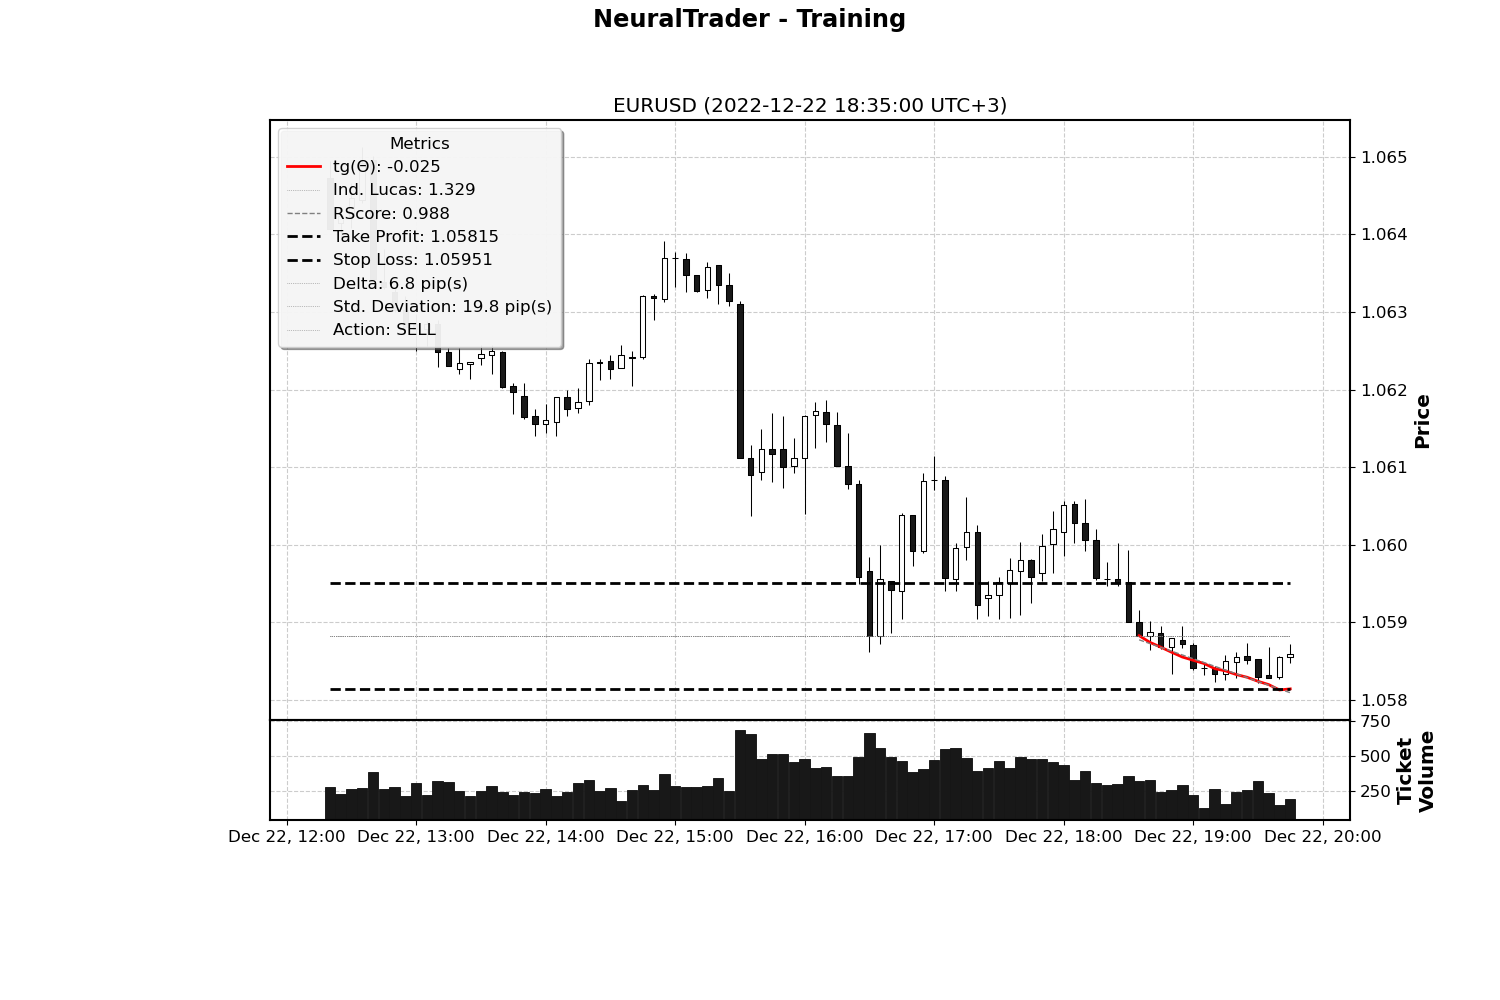 NeuralTrader - Training
EURUSD (2022-12-22 18:35:00 UTC+3)
Metrics
tg(Θ): -0.025
Ind. Lucas: 1.329
RScore: 0.988
Take Profit: 1.05815
Stop Loss: 1.05951
Delta: 6.8 pip(s)
Std. Deviation: 19.8 pip(s)
Action: SELL
1.065
1.064
1.063
1.062
1.061
1.060
1.059
1.058
Price
750
500
250
Ticket
Volume
Dec 22, 12:00 Dec 22, 13:00 Dec 22, 14:00 Dec 22, 15:00 Dec 22, 16:00 Dec 22, 17:00 Dec 22, 18:00 Dec 22, 19:00 Dec 22, 20:00